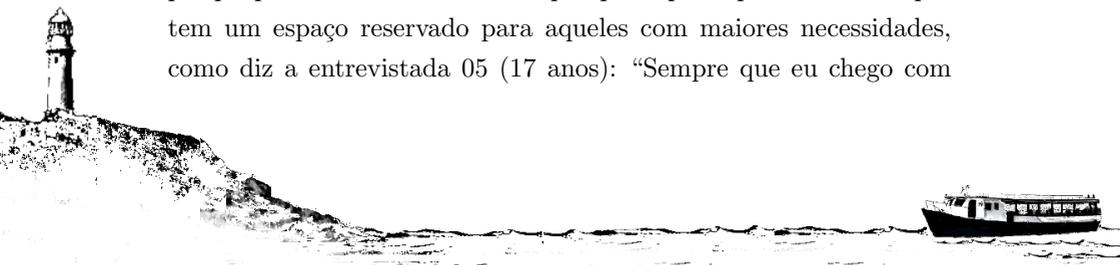 tem um espaço reservado para aqueles com maiores necessidades,
como diz a entrevistada 05 (17 anos): “Sempre que eu chego com